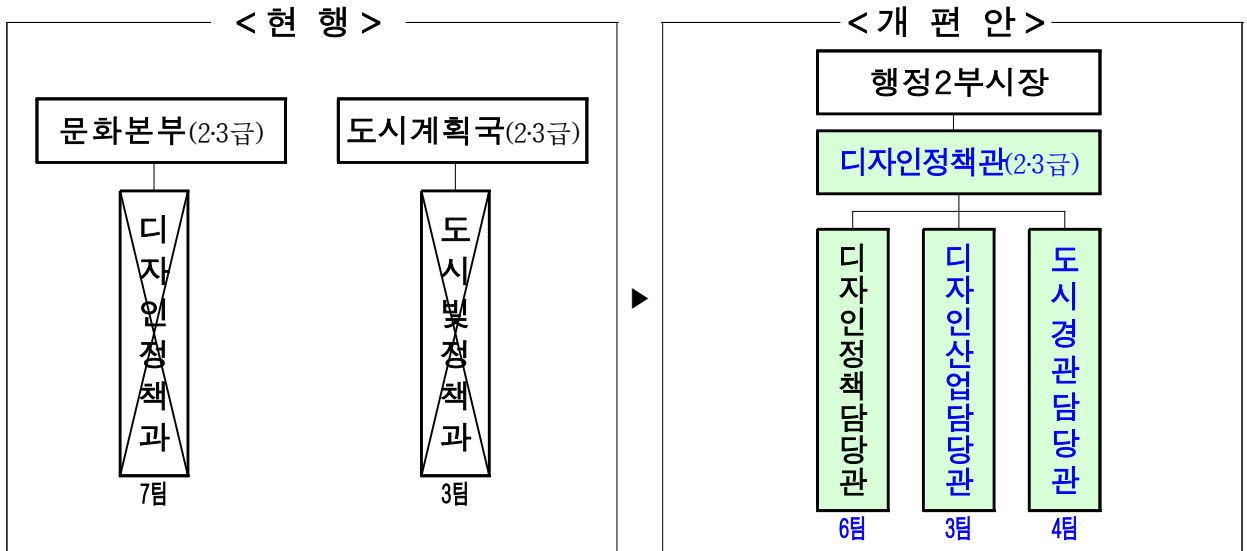 < 현 행 >
문화본부(2·3급)
도시계획국(2·3급)
디자인정책과
7팀
도시빛정책과
3팀
▶
< 개 편 안 >
행정2부시장
디자인정책관(2·3급)
디자인정책담당관
6팀
디자인산업담당관
3팀
도시경관담당관
4팀